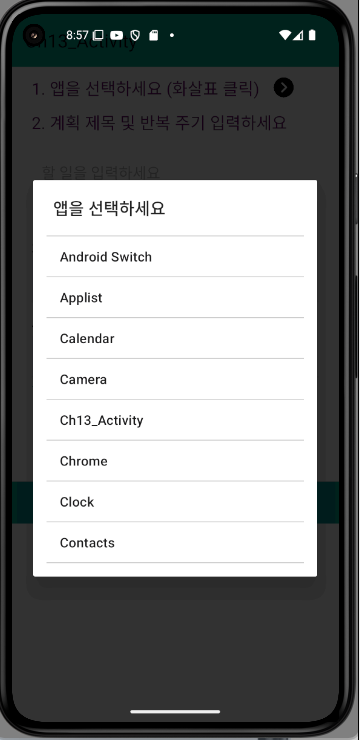 8:57
Ch13_Activity
1. 앱을 선택하세요 (화살표 클릭)
2. 계획 제목 및 반복 주기 입력하세요
할 일을 입력하세요
앱을 선택하세요
Android Switch
Applist
Calendar
Camera
Ch13_Activity
Chrome
Clock
Contacts